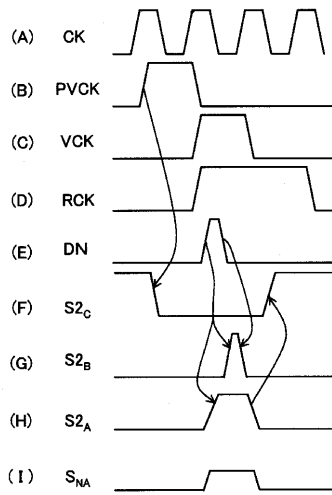 (A) CK
(B) PVCK
(C) VCK
(D) RCK
(E) DN
(F) S2C
(G) S2B
(H) S2A
(I) SNA